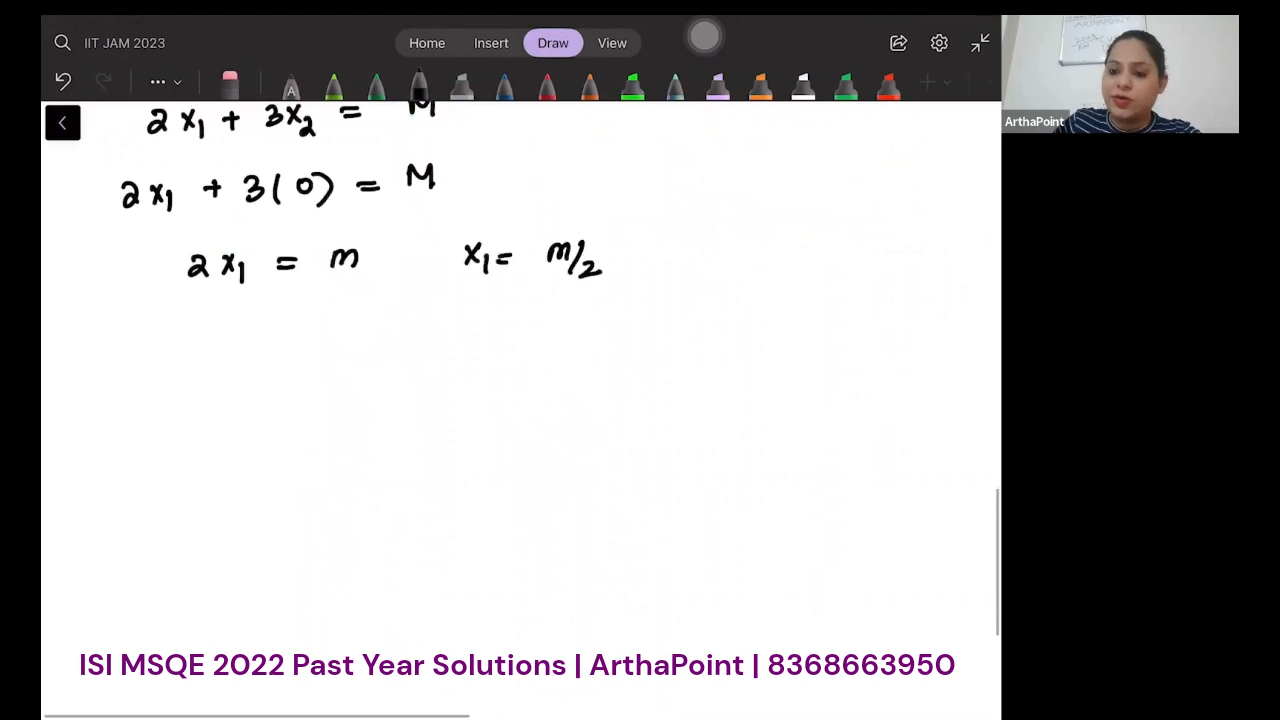 IIT JAM 2023
Home Insert Draw View
A
2x₁ + 3x₂ = M
2x₁ + 3(0) = M
2x₁ = m x₁ = m/2
ArthaPoint
ISI MSQE 2022 Past Year Solutions | ArthaPoint | 8368663950